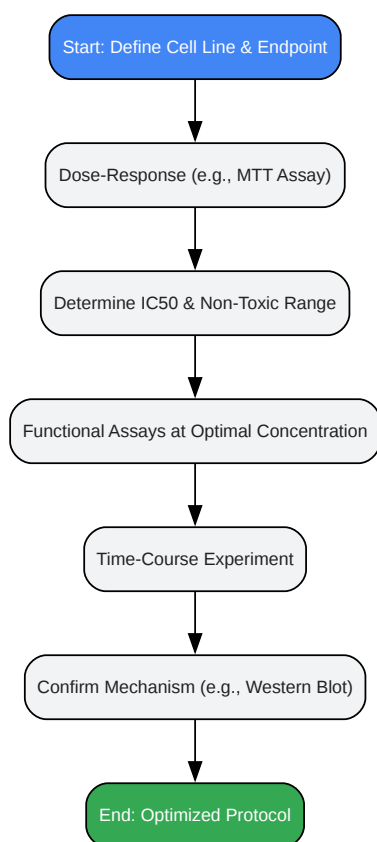 Start: Define Cell Line & Endpoint
Dose-Response (e.g., MTT Assay)
Determine IC50 & Non-Toxic Range
Functional Assays at Optimal Concentration
Time-Course Experiment
Confirm Mechanism (e.g., Western Blot)
End: Optimized Protocol